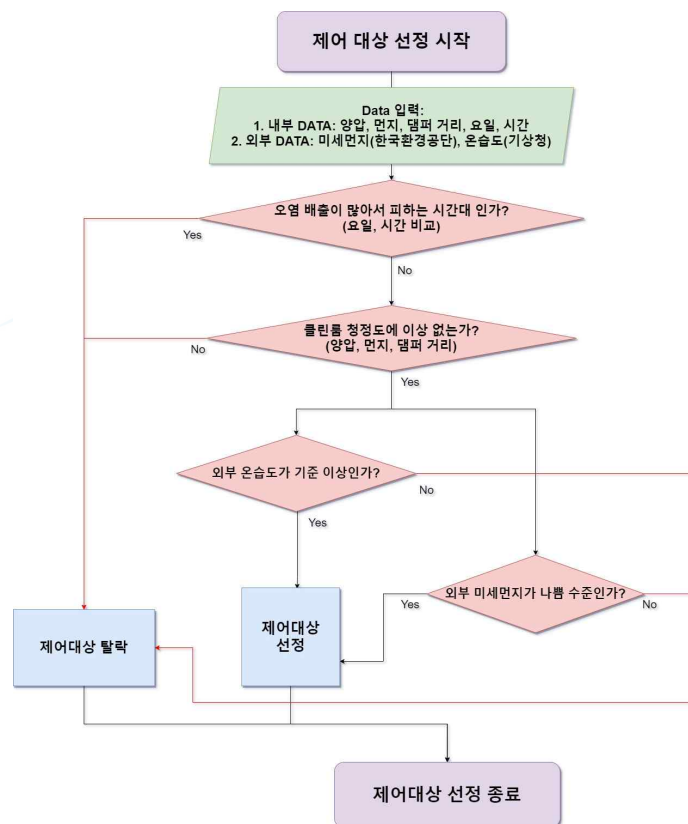 제어 대상 선정 시작
Data 입력:
1. 내부 DATA: 양압, 먼지, 댐퍼 거리, 요일, 시간
2. 외부 DATA: 미세먼지(한국환경공단), 온습도(기상청)
오염 배출이 많아서 피하는 시간대 인가?
(요일, 시간 비교)
Yes
No
클린룸 청정도에 이상 없는가?
(양압, 먼지, 댐퍼 거리)
No
Yes
외부 온습도가 기준 이상인가?
No
Yes
외부 미세먼지가 나쁨 수준인가?
Yes
No
제어대상
선정
제어대상 탈락
제어대상 선정 종료